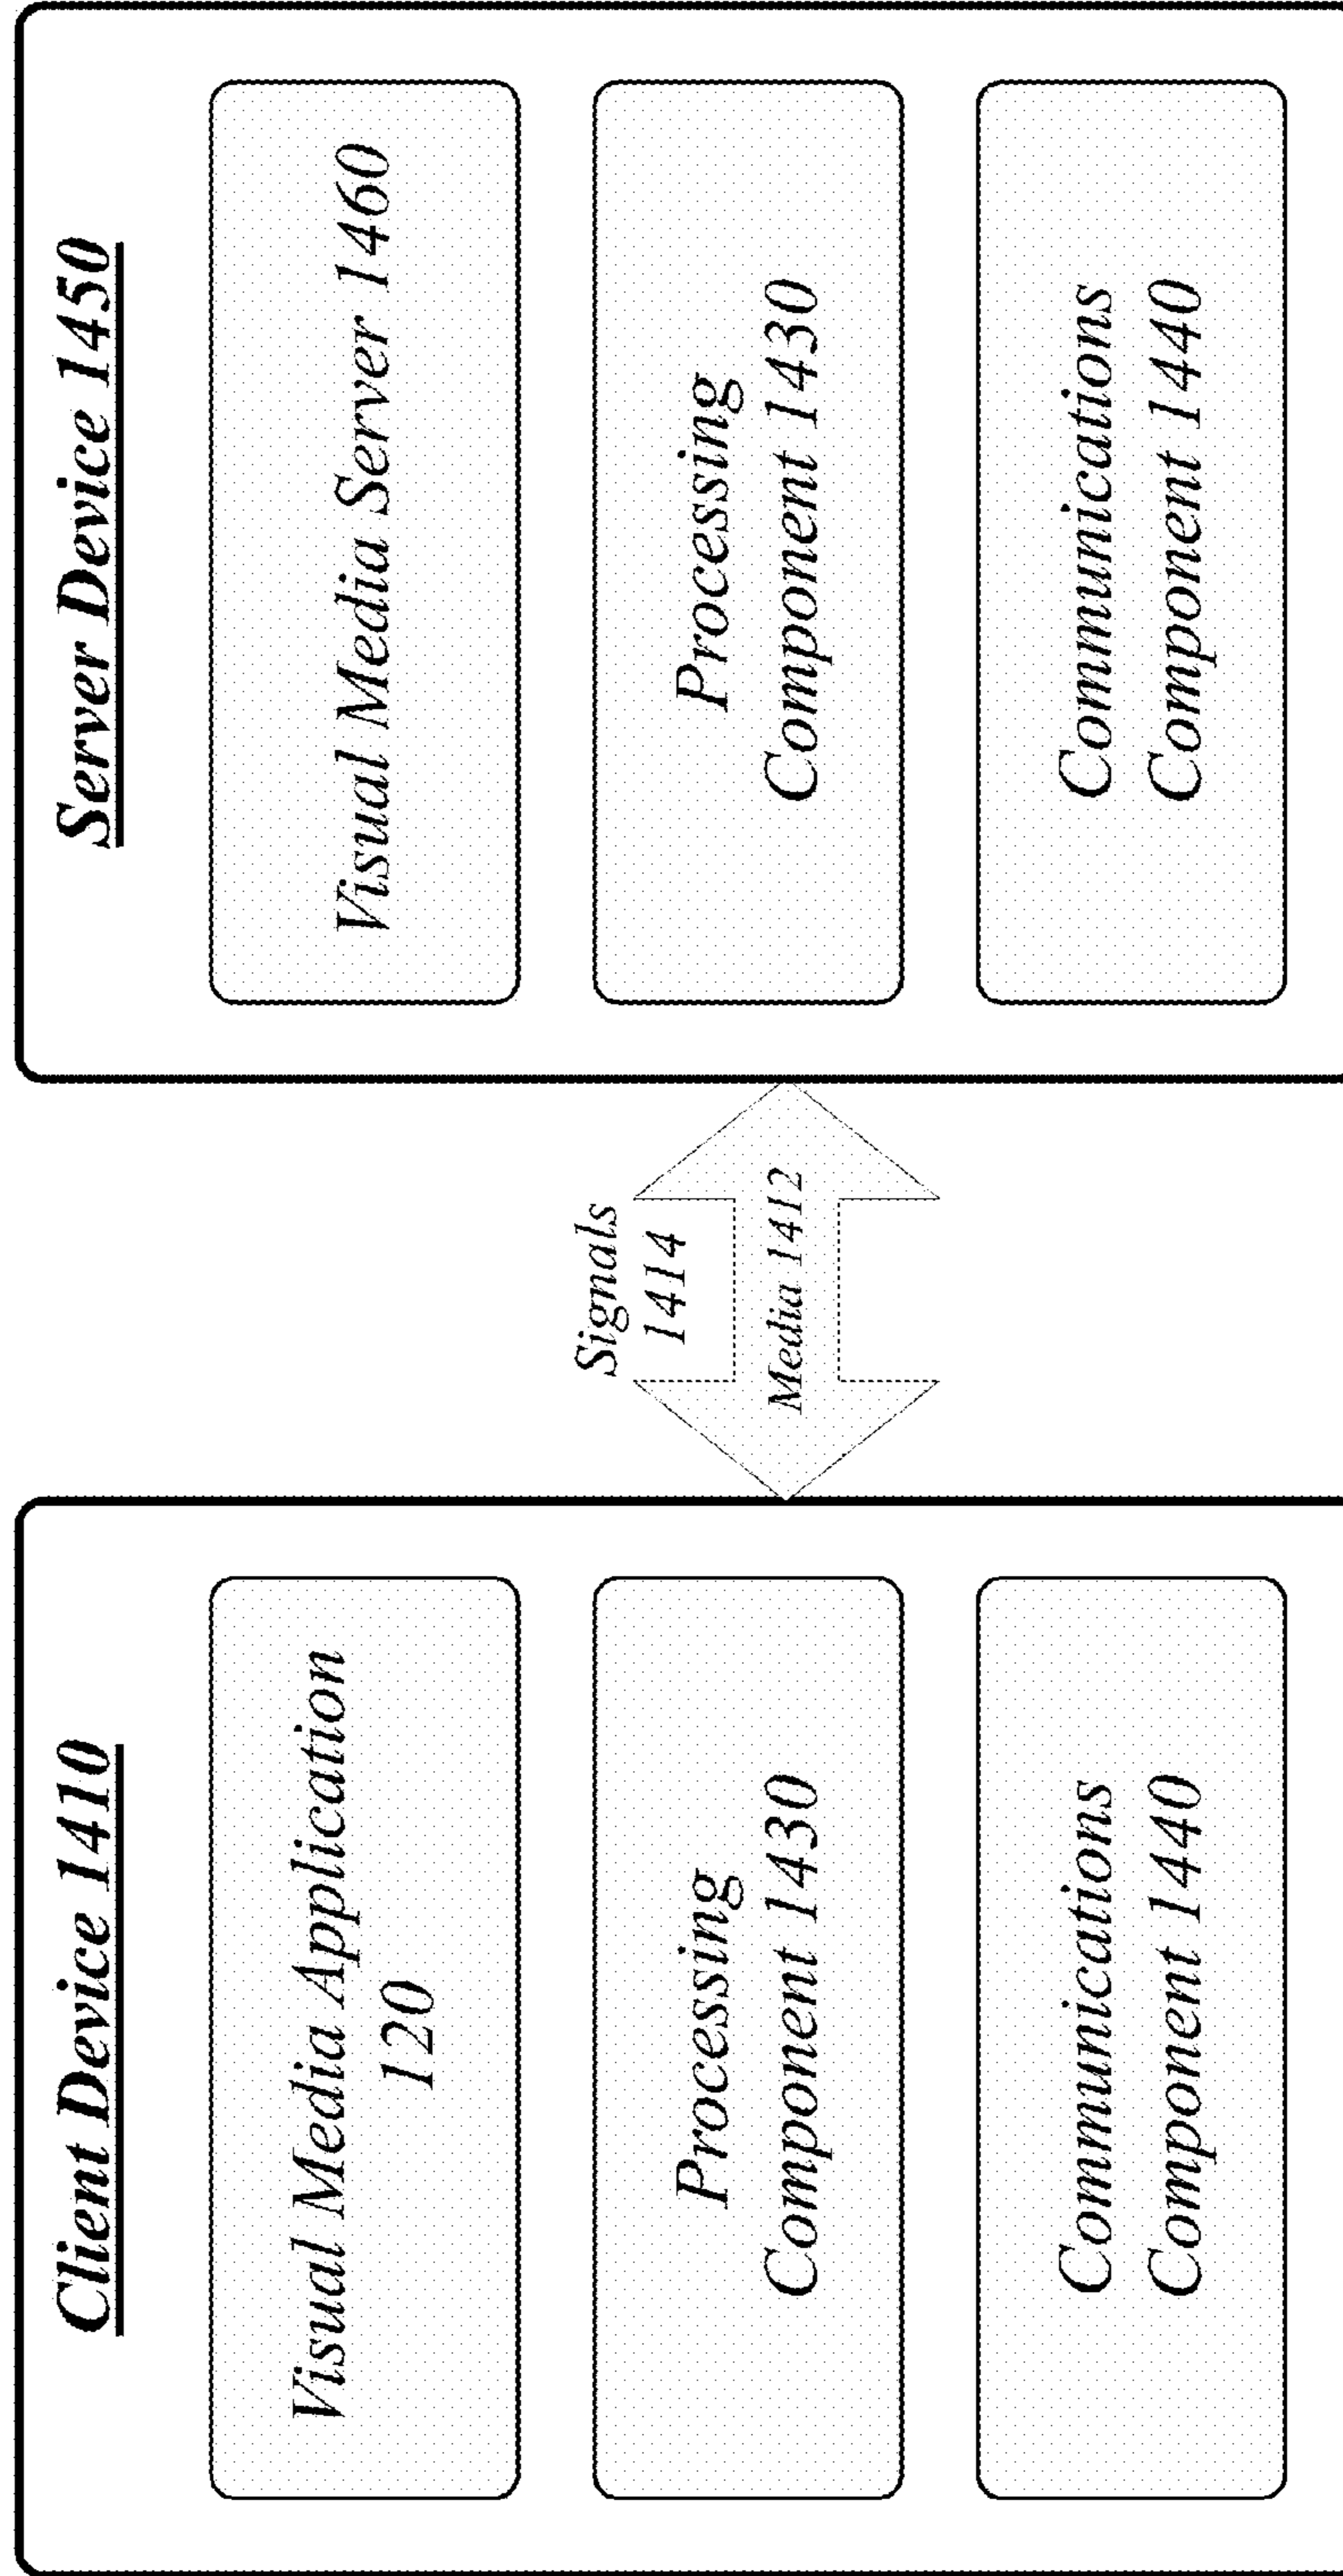 Client Device 1410
Visual Media Application
120
Processing
Component 1430
Communications
Component 1440
Signals
1414
Media 1412
Server Device 1450
Visual Media Server 1460
Processing
Component 1430
Communications
Component 1440